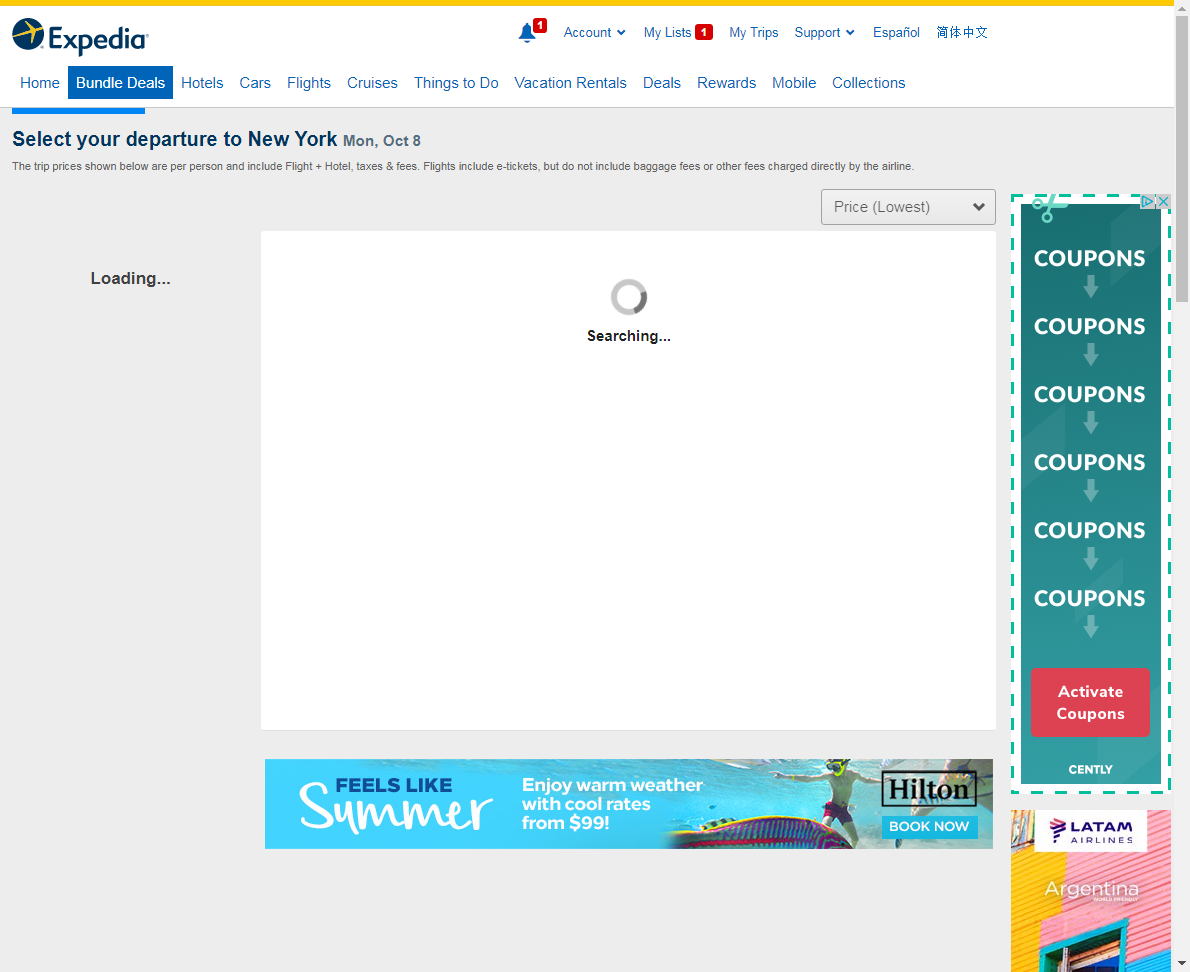 Expedia
1
Account
My Lists 1
My Trips
Support
Español
简体中文
Home
Bundle Deals
Hotels
Cars
Flights
Cruises
Things to Do
Vacation Rentals
Deals
Rewards
Mobile
Collections
Select your departure to New York Mon, Oct 8
The trip prices shown below are per person and include Flight + Hotel, taxes & fees. Flights include e-tickets, but do not include baggage fees or other fees charged directly by the airline.
Price (Lowest)
Loading...
Searching...
FEELS LIKE
Summer
Enjoy warm weather
with cool rates
from $99!
Hilton
BOOK NOW
COUPONS
COUPONS
COUPONS
COUPONS
COUPONS
COUPONS
Activate
Coupons
CENTLY
LATAM
AIRLINES
Argentina
WORLD FRIENDLY